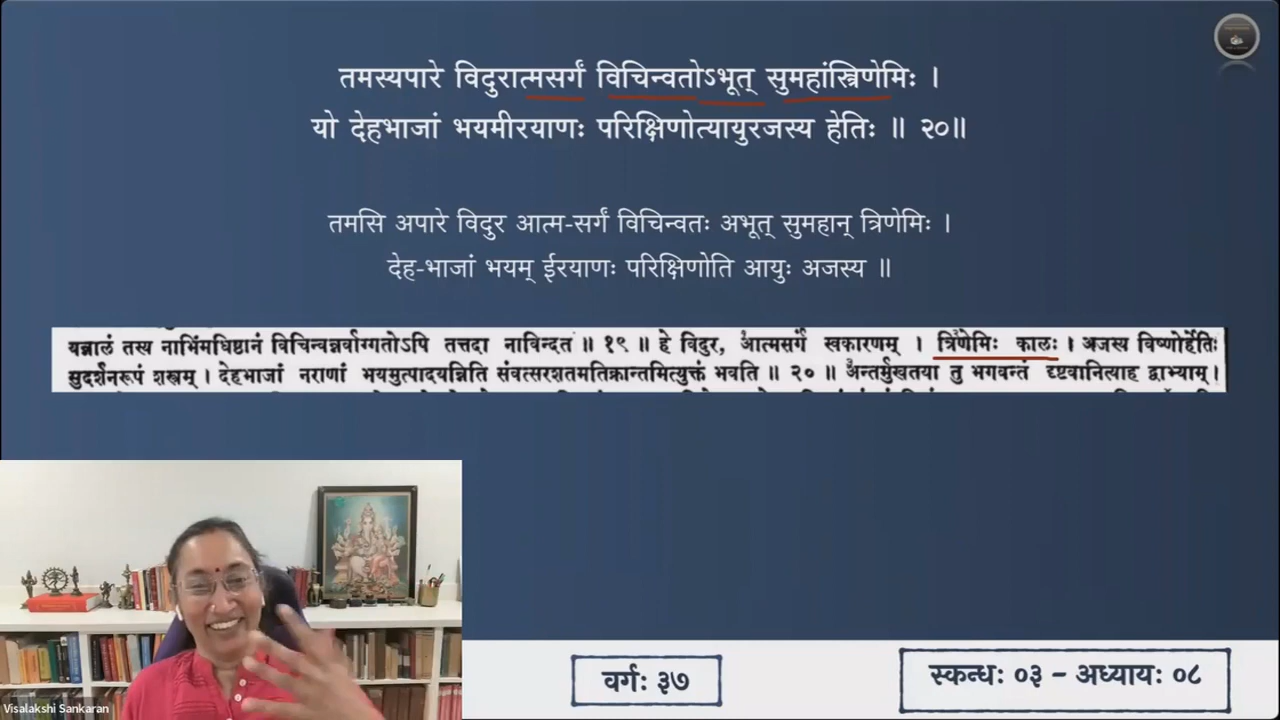 तमस्यपारे विदुरात्मसर्गं विचिन्वतोऽभूत् सुमहांस्त्रिणेमिः ।
यो देहभाजां भयमीरयाणः परिक्षिणोत्यायुरजस्य हेतिः ॥ २०॥
तमसि अपारे विदुर आत्म-सर्गं विचिन्वतः अभूत् सुमहान् त्रिणेमिः ।
देह-भाजां भयम् ईरयाणः परिक्षिणोति आयुः अजस्य ॥
यन्नालं तस्य नाभिमधिष्ठानं विचिन्वन्नर्वाग्गतोऽपि तत्तदा नाविन्दत ॥ १९ ॥ हे विदुर, आत्मसर्गं स्वकारणम् । त्रिणेमिः कालः । अजस्य विष्णोर्हेतिः
सुदर्शनरूपं शस्त्रम् । देहभाजां नराणां भयमुत्पादयन्निति संवत्सरशतमतिक्रान्तमित्युक्तं भवति ॥ २० ॥ अन्तर्मुखतया तु भगवन्तं दृष्टवानित्याह द्वाभ्याम् ।
Visalakshi Sankaran
वर्गः ३७
स्कन्धः ०३ – अध्यायः ०८